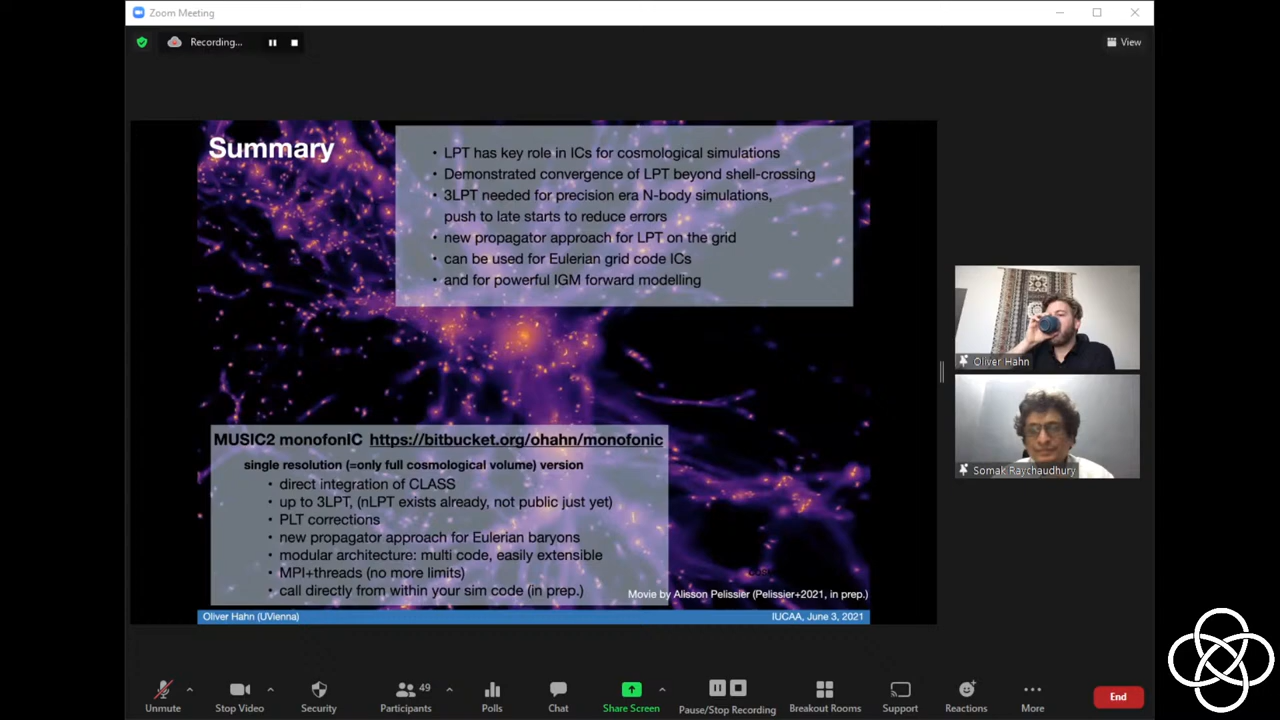 Zoom Meeting
Recording...
View
Summary
• LPT has key role in ICs for cosmological simulations
• Demonstrated convergence of LPT beyond shell-crossing
• 3LPT needed for precision era N-body simulations,
push to late starts to reduce errors
• new propagator approach for LPT on the grid
• can be used for Eulerian grid code ICs
• and for powerful IGM forward modelling
MUSIC2 monofonIC https://bitbucket.org/ohahn/monofonic
single resolution (=only full cosmological volume) version
• direct integration of CLASS
• up to 3LPT, (nLPT exists already, not public just yet)
• PLT corrections
• new propagator approach for Eulerian baryons
• modular architecture: multi code, easily extensible
• MPI+threads (no more limits)
• call directly from within your sim code (in prep.)
Movie by Alisson Pelissier (Pelissier+2021, in prep.)
Oliver Hahn (UVienna)
IUCAA, June 3, 2021
Oliver Hahn
Somak Raychaudhury
Unmute
Stop Video
Security
49
Participants
Polls
Chat
Share Screen
Pause/Stop Recording
Breakout Rooms
Support
Reactions
More
End